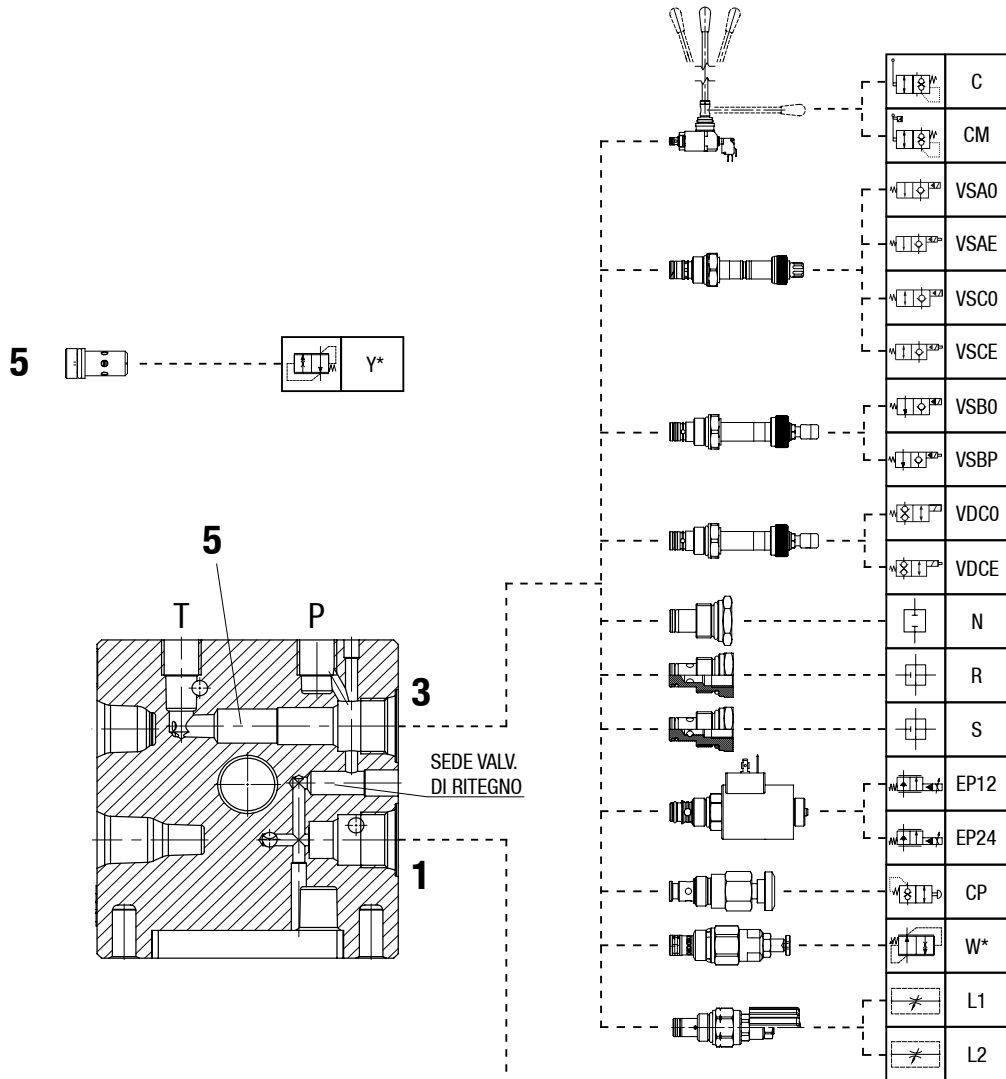 C
CM
VSA0
VSAE
VSC0
VSCE
5
Y*
VSB0
VSBP
VDC0
VDCE
5
T
P
N
3
R
S
SEDE VALV.
DI RITEGNO
EP12
EP24
1
CP
W*
L1
L2